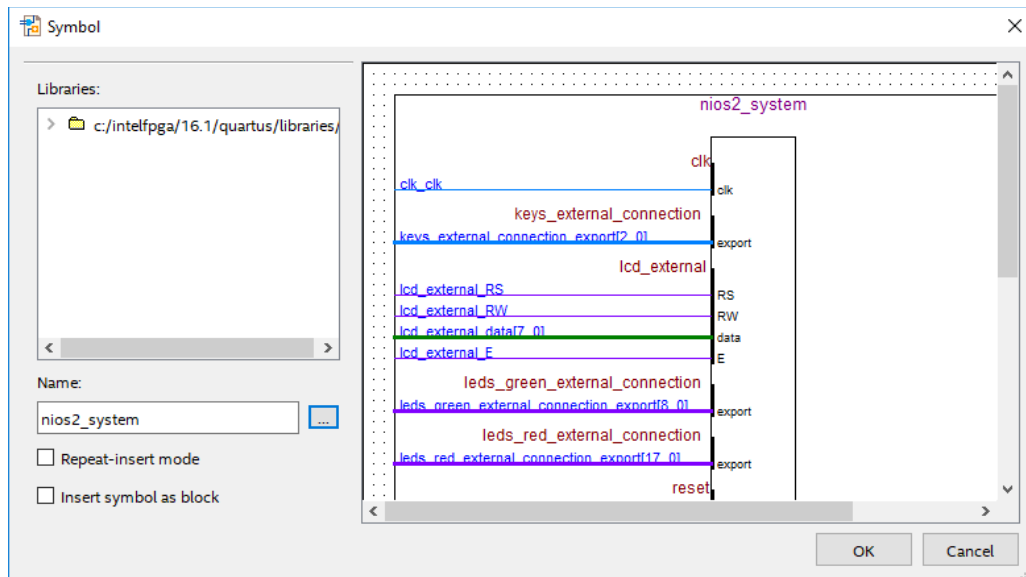 Symbol
Libraries:
c:/intelfpga/16.1/quartus/libraries/
Name:
nios2_system
...
Repeat-insert mode
Insert symbol as block
nios2_system
clk
clk_clk
clk
keys_external_connection
keys_external_connection_export[2..0]
export
lcd_external
lcd_external_RS
RS
lcd_external_RW
RW
lcd_external_data[7..0]
data
lcd_external_E
E
leds_green_external_connection
leds_green_external_connection_export[8..0]
export
leds_red_external_connection
leds_red_external_connection_export[17..0]
export
reset
OK
Cancel